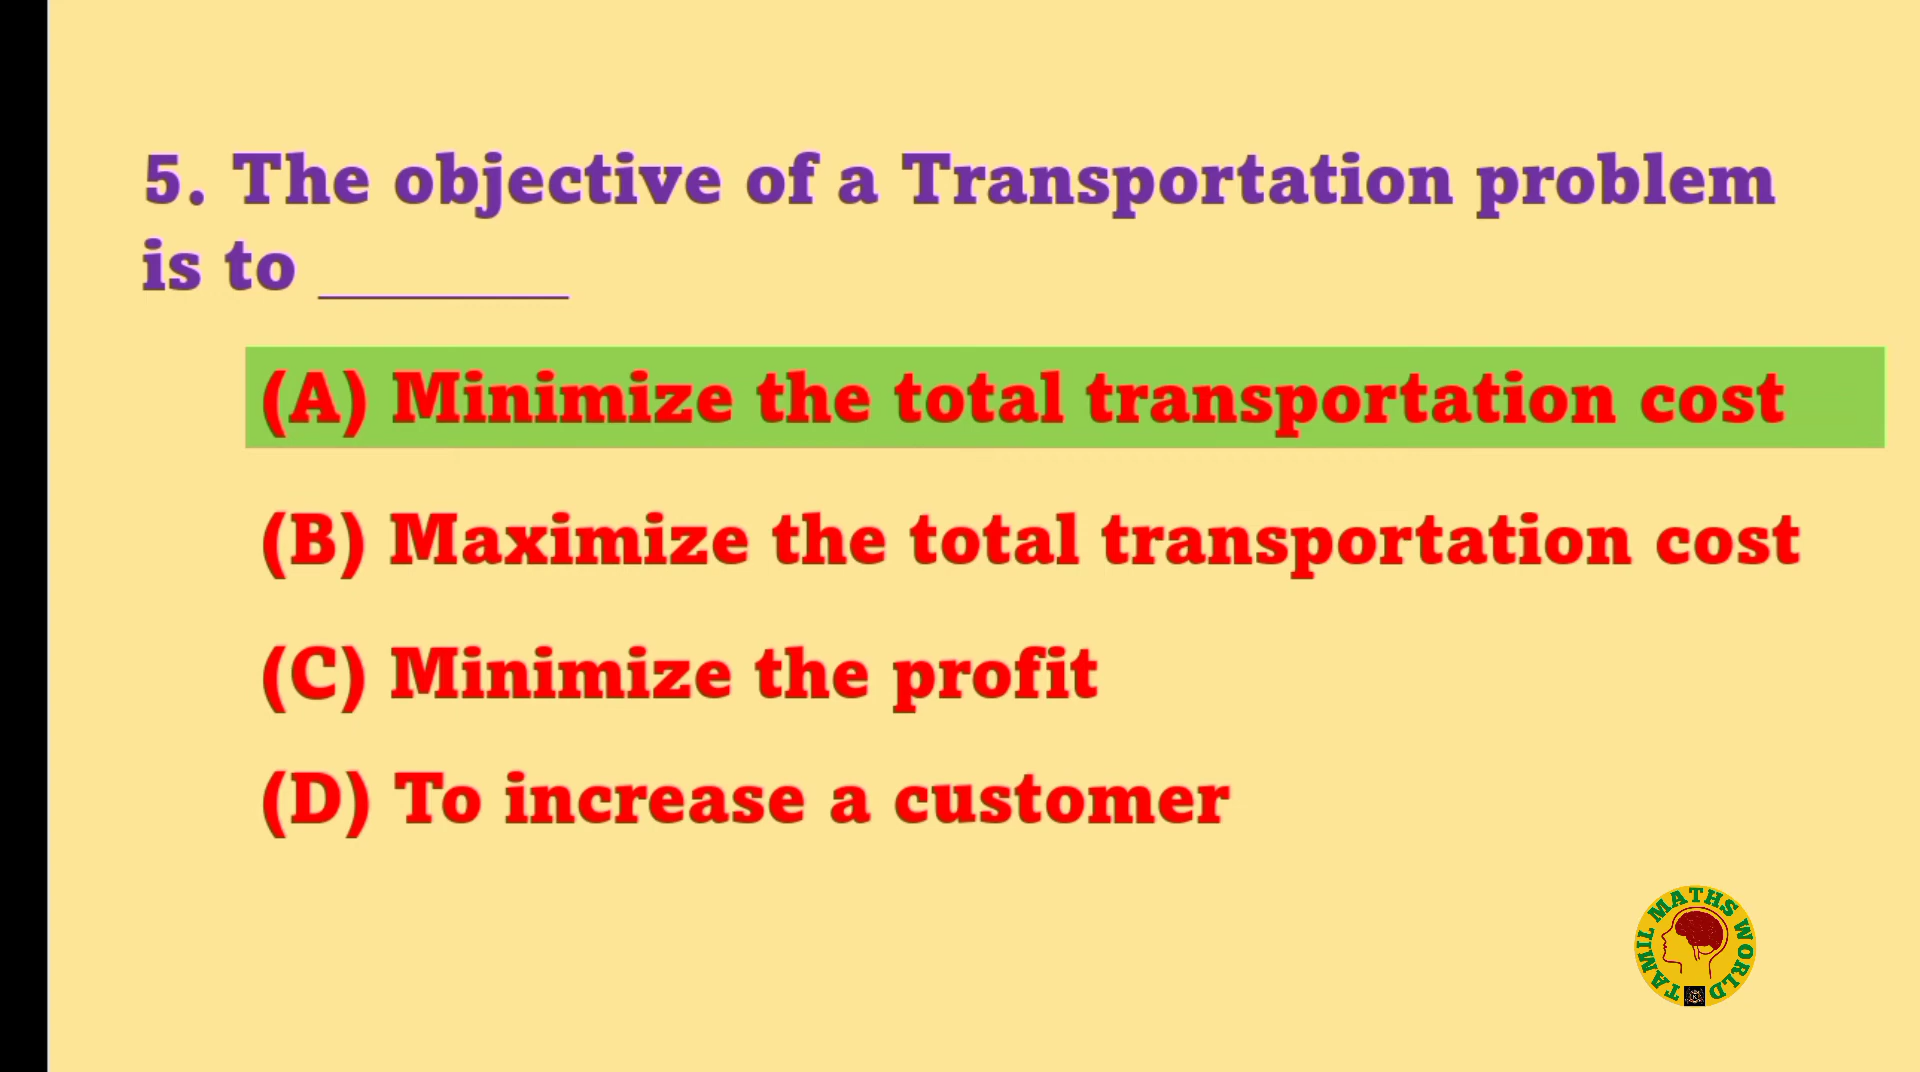 5. The objective of a Transportation problem
is to ________
(A) Minimize the total transportation cost
(B) Maximize the total transportation cost
(C) Minimize the profit
(D) To increase a customer
TAMIL MATHS WORLD